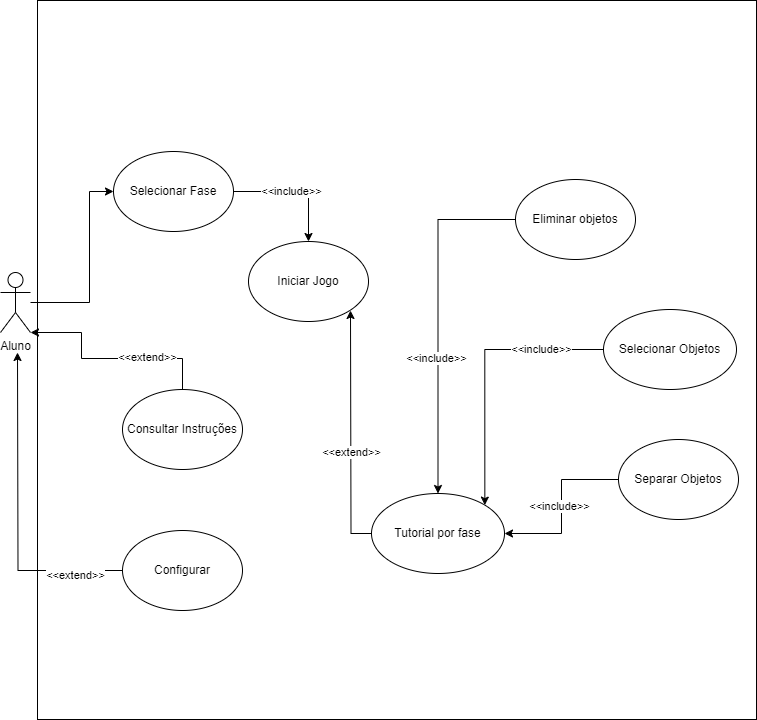 Selecionar Fase
<<include>>
Eliminar objetos
Iniciar Jogo
Aluno
<<extend>>
<<include>>
<<include>>
Selecionar Objetos
Consultar Instruções
<<extend>>
Separar Objetos
<<include>>
Tutorial por fase
Configurar
<<extend>>